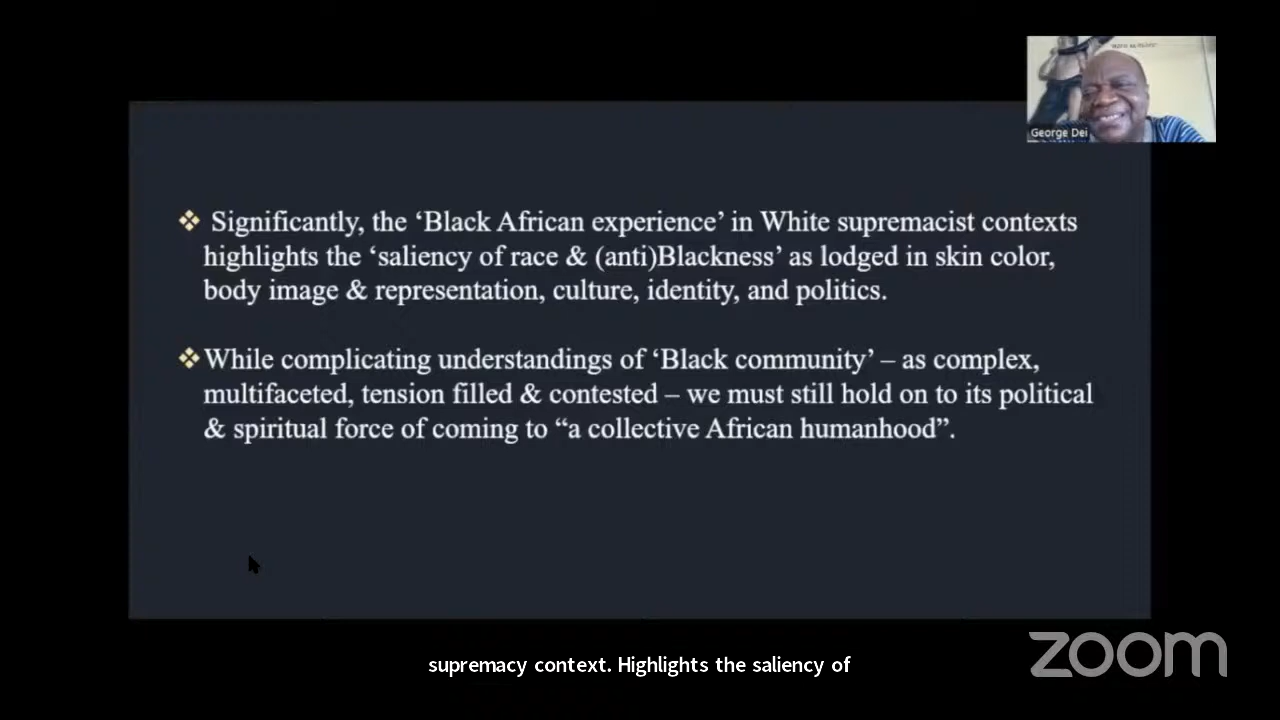 George Dei
❖ Significantly, the ‘Black African experience’ in White supremacist contexts
highlights the ‘saliency of race & (anti)Blackness’ as lodged in skin color,
body image & representation, culture, identity, and politics.
❖ While complicating understandings of ‘Black community’ – as complex,
multifaceted, tension filled & contested – we must still hold on to its political
& spiritual force of coming to “a collective African humanhood”.
supremacy context. Highlights the saliency of
zoom